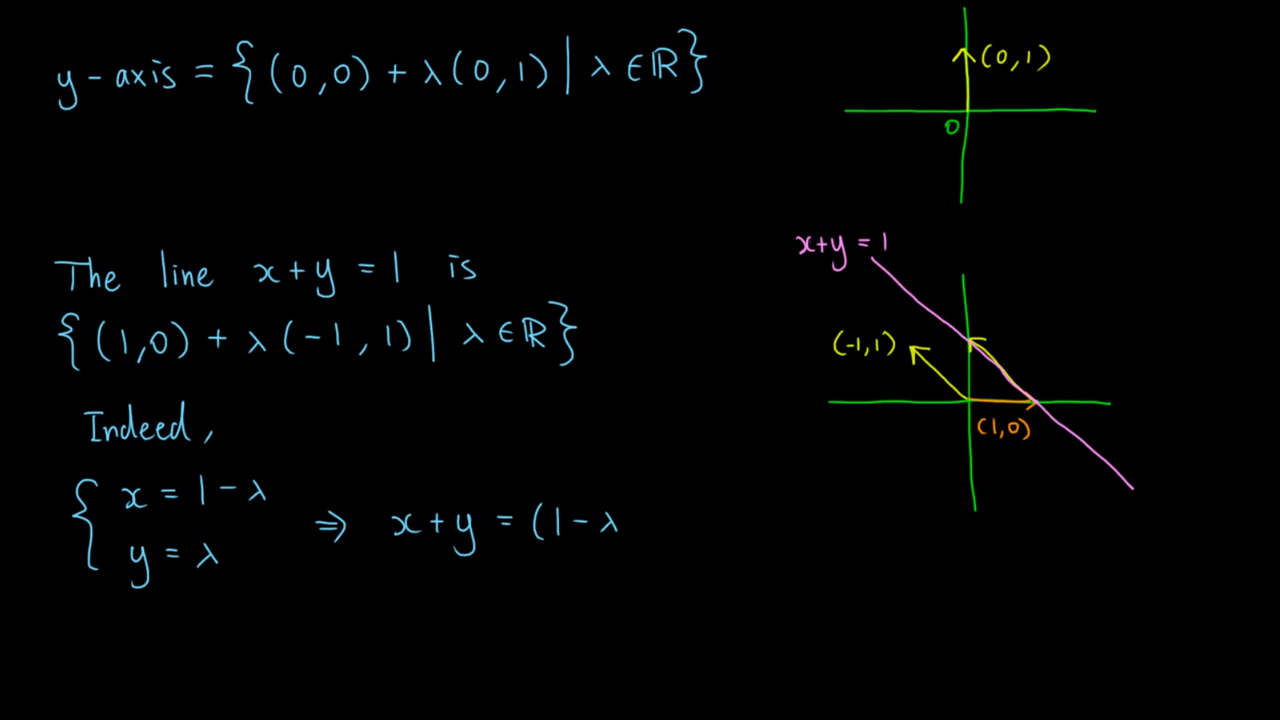 y-axis = {(0,0) + λ(0,1) | λ ∈ ℝ}
(0,1)
0
The line x+y = 1 is
{(1,0) + λ(-1,1) | λ ∈ ℝ}
Indeed,
{ x = 1 - λ
y = λ
⇒ x+y = (1 - λ
x+y = 1
(-1,1)
(1,0)